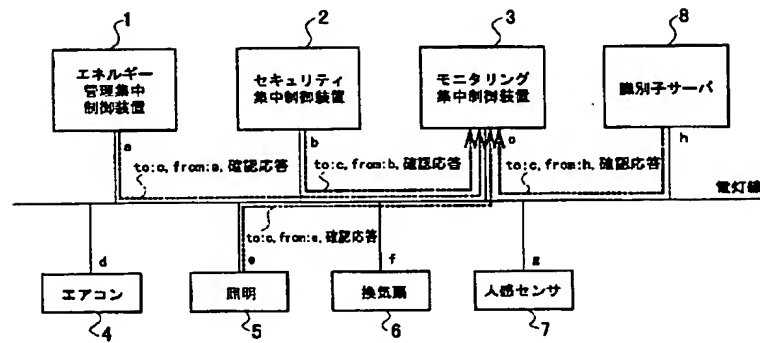 1
2
3
8
エネルギー
管理集中
制御装置
セキュリティ
集中制御装置
モニタリング
集中制御装置
識別子サーバ
a
b
c
h
to:c, from:a, 確認応答
to:c, from:b, 確認応答
to:c, from:h, 確認応答
電灯線
to:c, from:e, 確認応答
d
e
f
g
エアコン
照明
換気扇
人感センサ
4
5
6
7